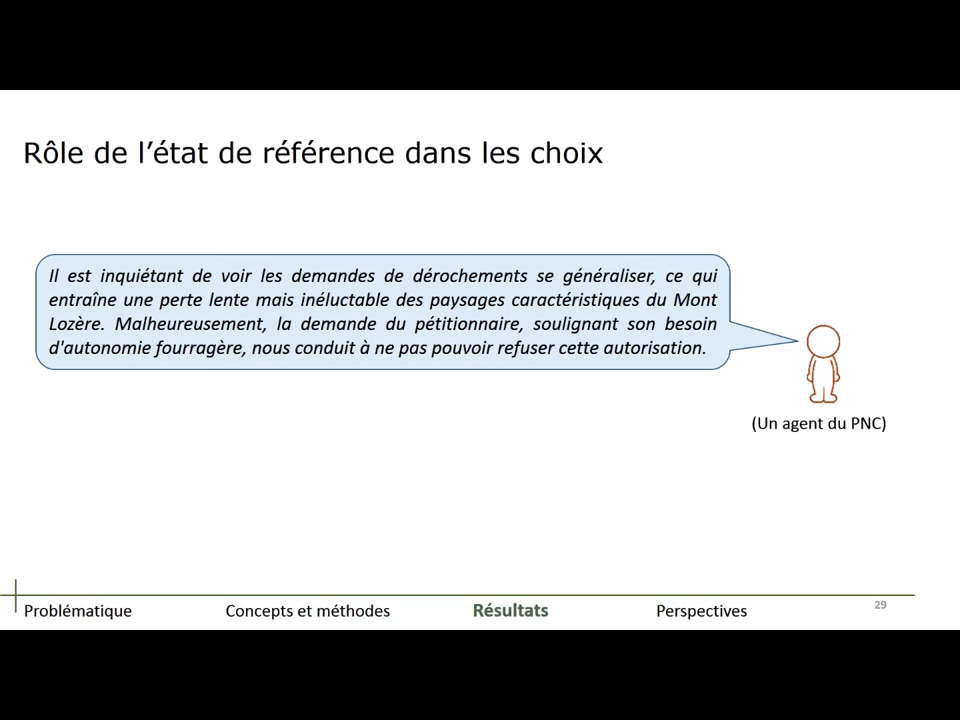 Rôle de l’état de référence dans les choix
Il est inquiétant de voir les demandes de dérochements se généraliser, ce qui
entraîne une perte lente mais inéluctable des paysages caractéristiques du Mont
Lozère. Malheureusement, la demande du pétitionnaire, soulignant son besoin
d'autonomie fourragère, nous conduit à ne pas pouvoir refuser cette autorisation.
(Un agent du PNC)
Problématique Concepts et méthodes Résultats Perspectives 29